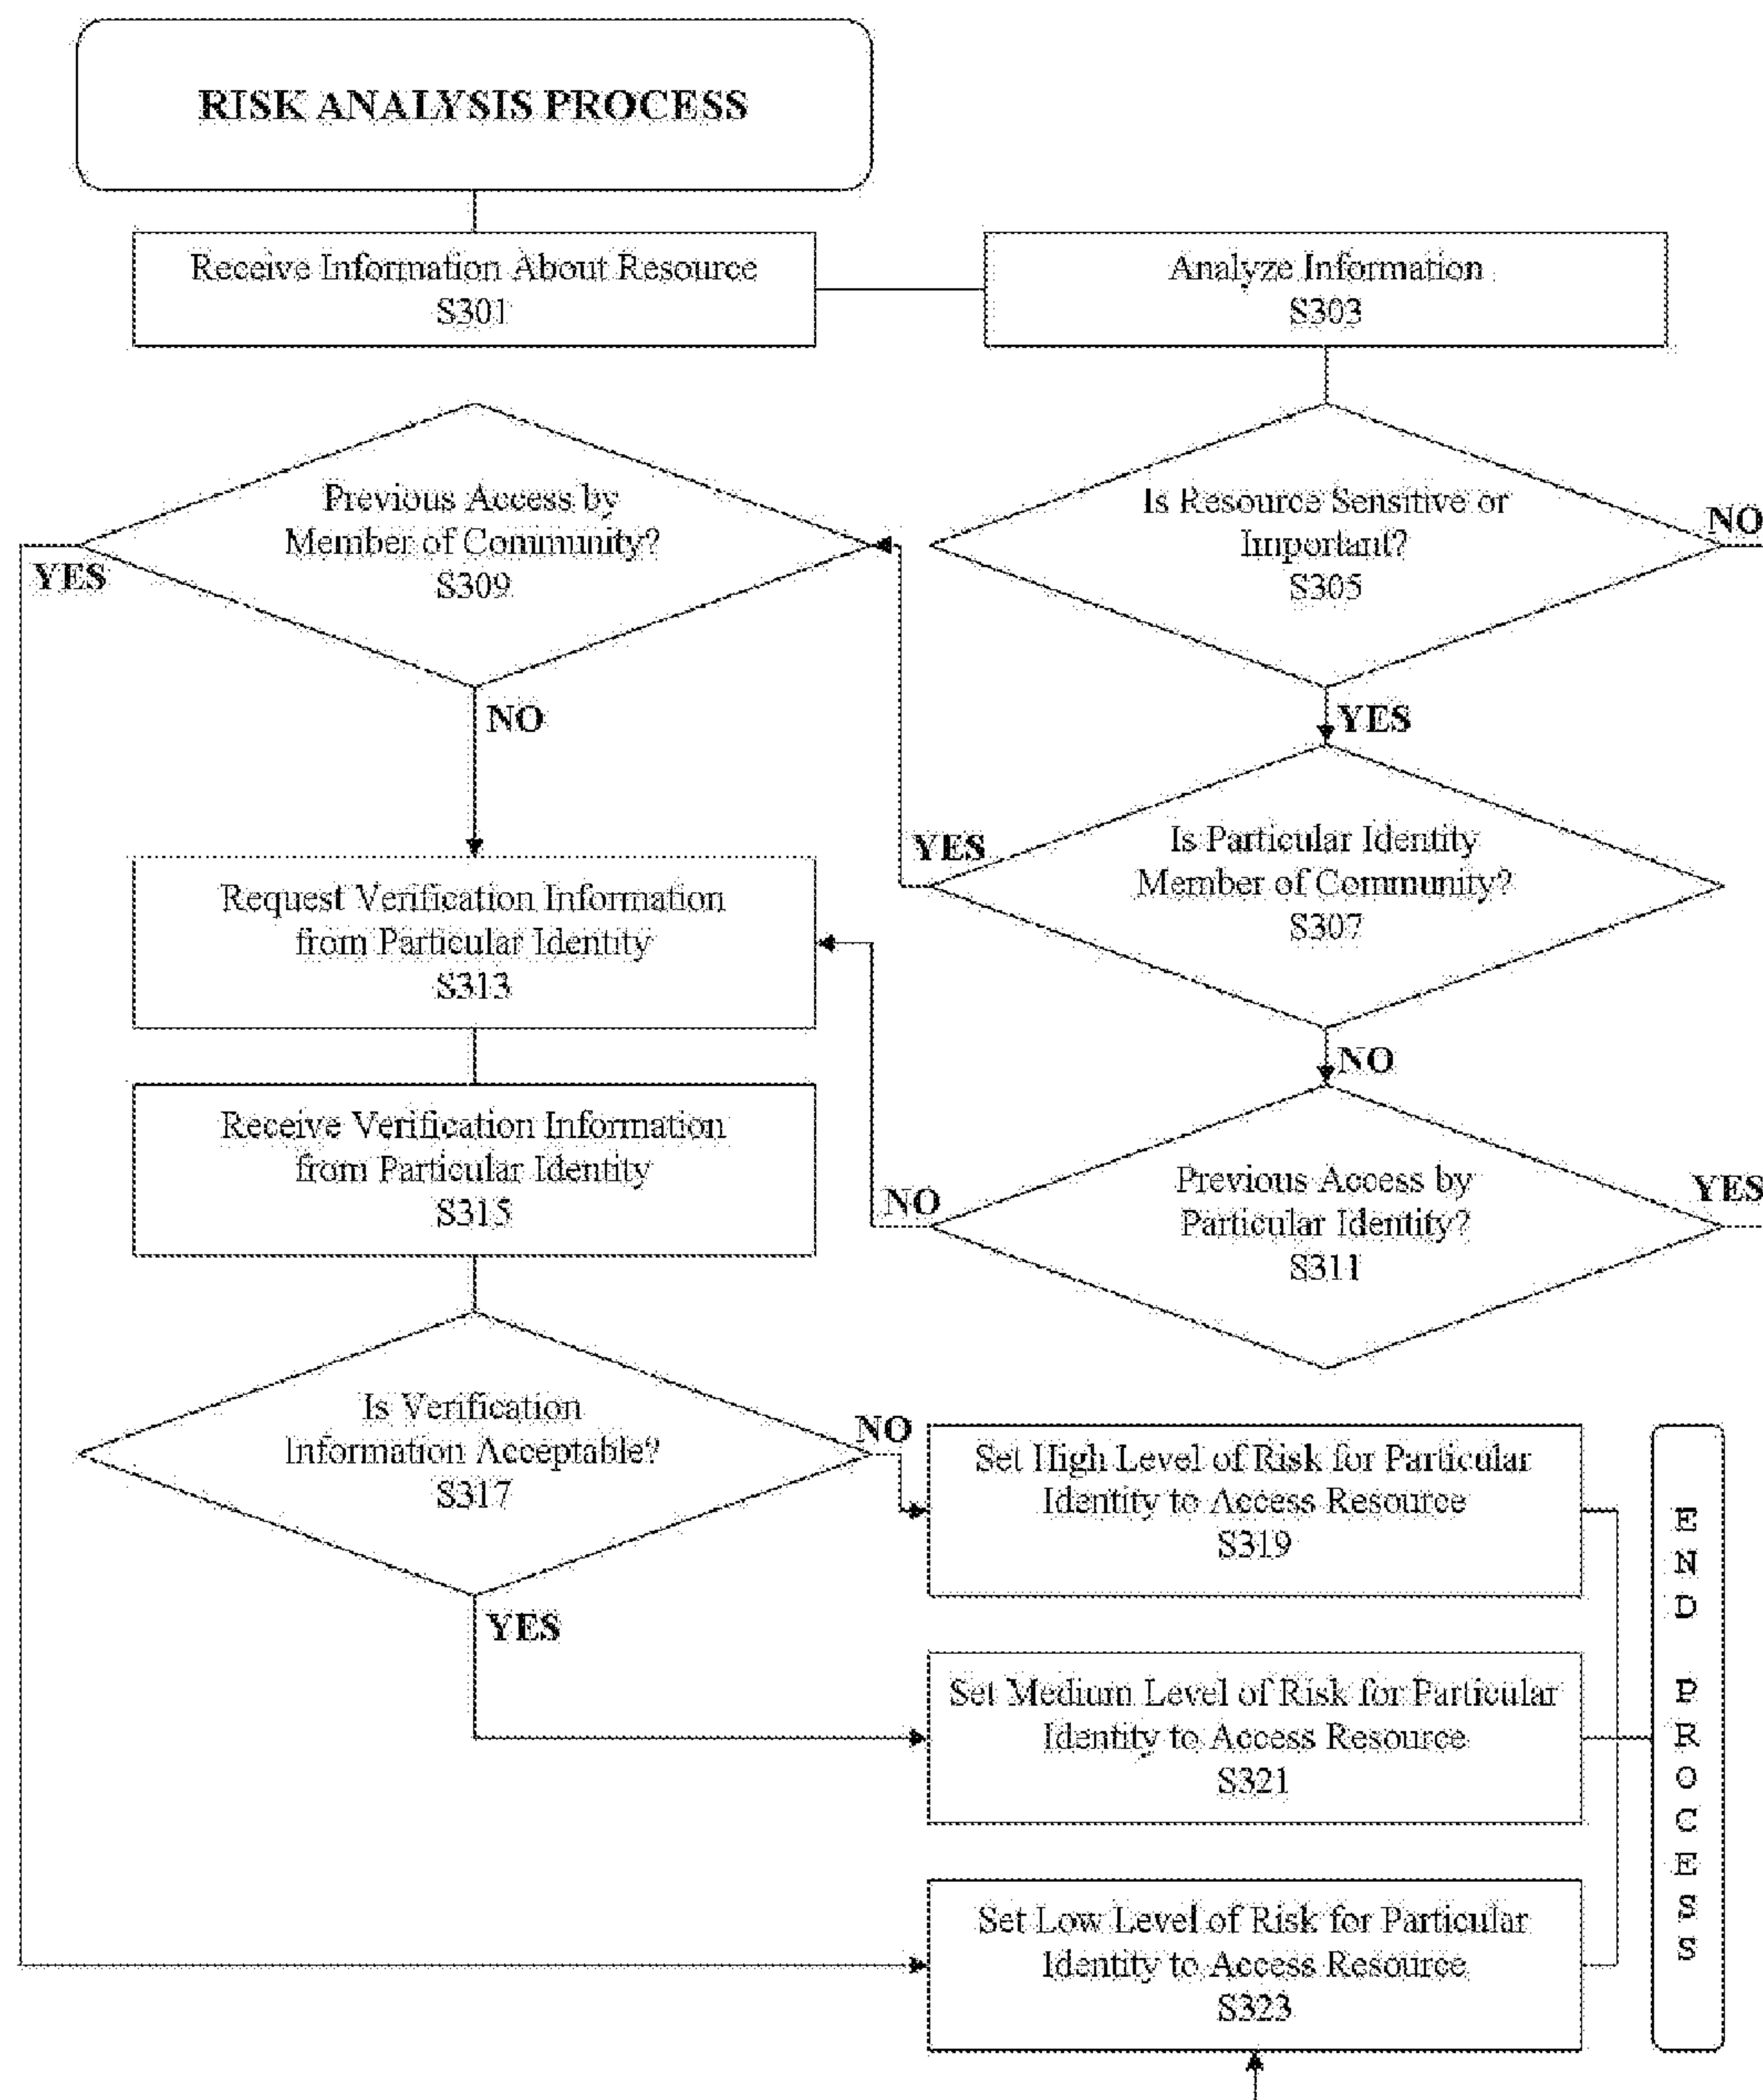 RISK ANALYSIS PROCESS
Receive Information About Resource
S301
Analyze Information
S303
Is Resource Sensitive or
Important?
S305
NO
YES
Previous Access by
Member of Community?
S309
YES
NO
Is Particular Identity
Member of Community?
S307
YES
NO
Request Verification Information
from Particular Identity
S313
Previous Access by
Particular Identity?
S311
NO
YES
Receive Verification Information
from Particular Identity
S315
Is Verification
Information Acceptable?
S317
NO
YES
Set High Level of Risk for Particular
Identity to Access Resource
S319
Set Medium Level of Risk for Particular
Identity to Access Resource
S321
Set Low Level of Risk for Particular
Identity to Access Resource
S323
END PROCESS